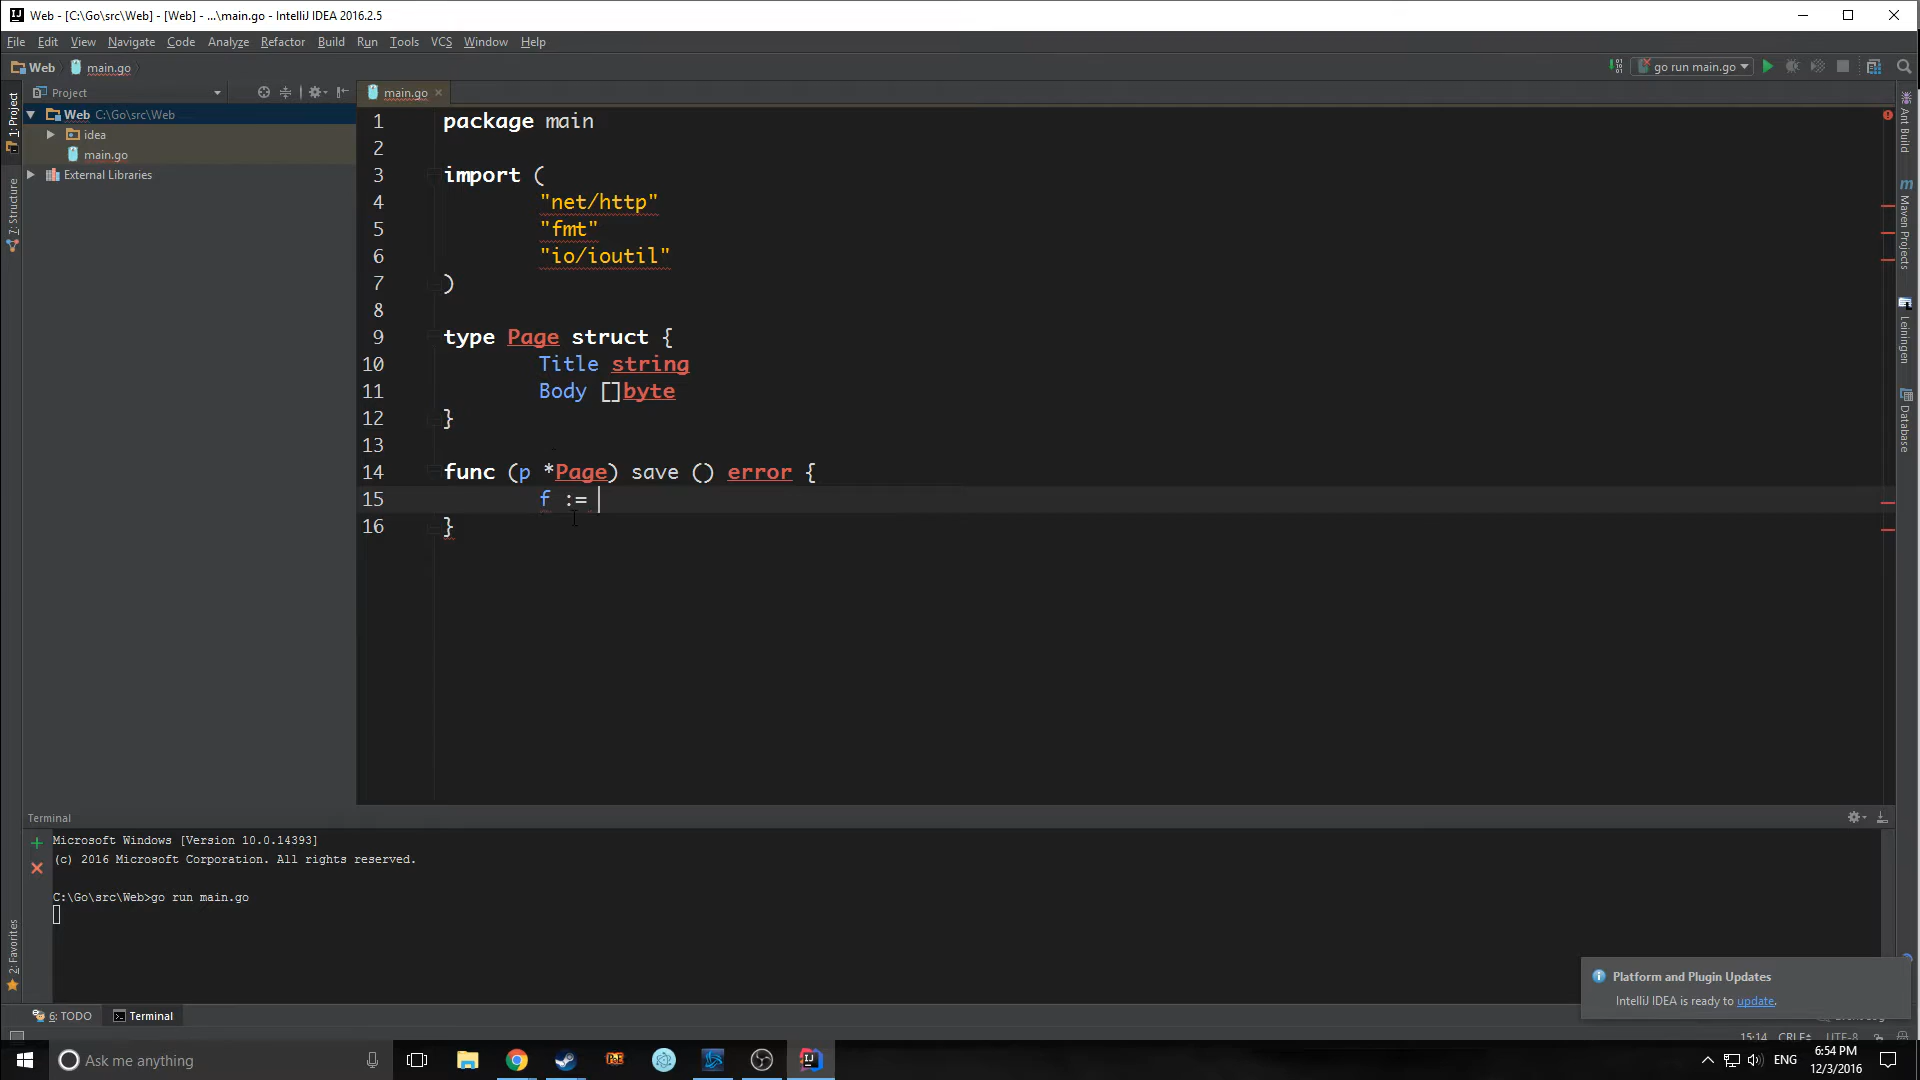 Web - [C:\Go\src\Web] - [Web] - ...\main.go - IntelliJ IDEA 2016.2.5
File Edit View Navigate Code Analyze Refactor Build Run Tools VCS Window Help
Web main.go go run main.go
Project main.go
Web C:\Go\src\Web
idea
main.go
External Libraries
1: Project
7: Structure
2: Favorites
1 package main
2
3 import (
4 "net/http"
5 "fmt"
6 "io/ioutil"
7 )
8
9 type Page struct {
10 Title string
11 Body []byte
12 }
13
14 func (p *Page) save () error {
15 f :=
16 }
Ant Build
Maven Projects
Leiningen
Database
Terminal
Microsoft Windows [Version 10.0.14393]
(c) 2016 Microsoft Corporation. All rights reserved.
C:\Go\src\Web>go run main.go
Platform and Plugin Updates
IntelliJ IDEA is ready to update.
6: TODO Terminal
15:14 CRLF UTF-8
Ask me anything
ENG
6:54 PM
12/3/2016